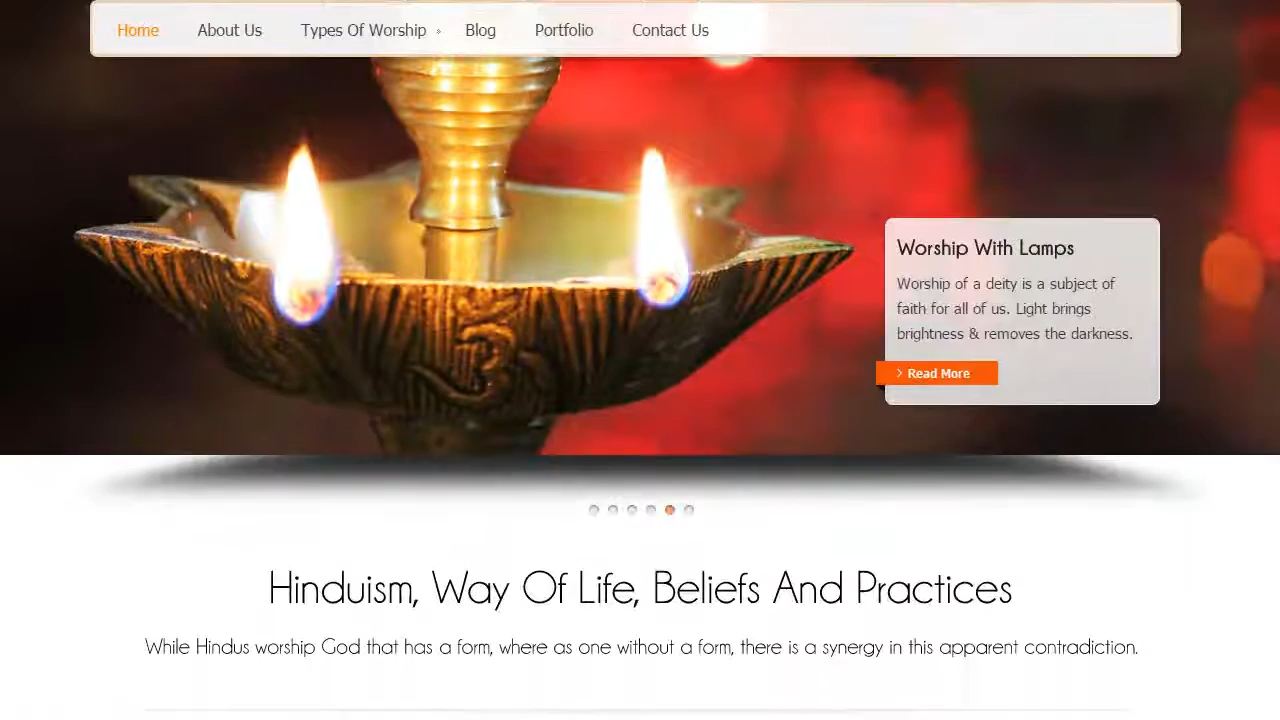 Home About Us Types Of Worship Blog Portfolio Contact Us
Worship With Lamps
Worship of a deity is a subject of
faith for all of us. Light brings
brightness & removes the darkness.
Read More
Hinduism, Way Of Life, Beliefs And Practices
While Hindus worship God that has a form, where as one without a form, there is a synergy in this apparent contradiction.